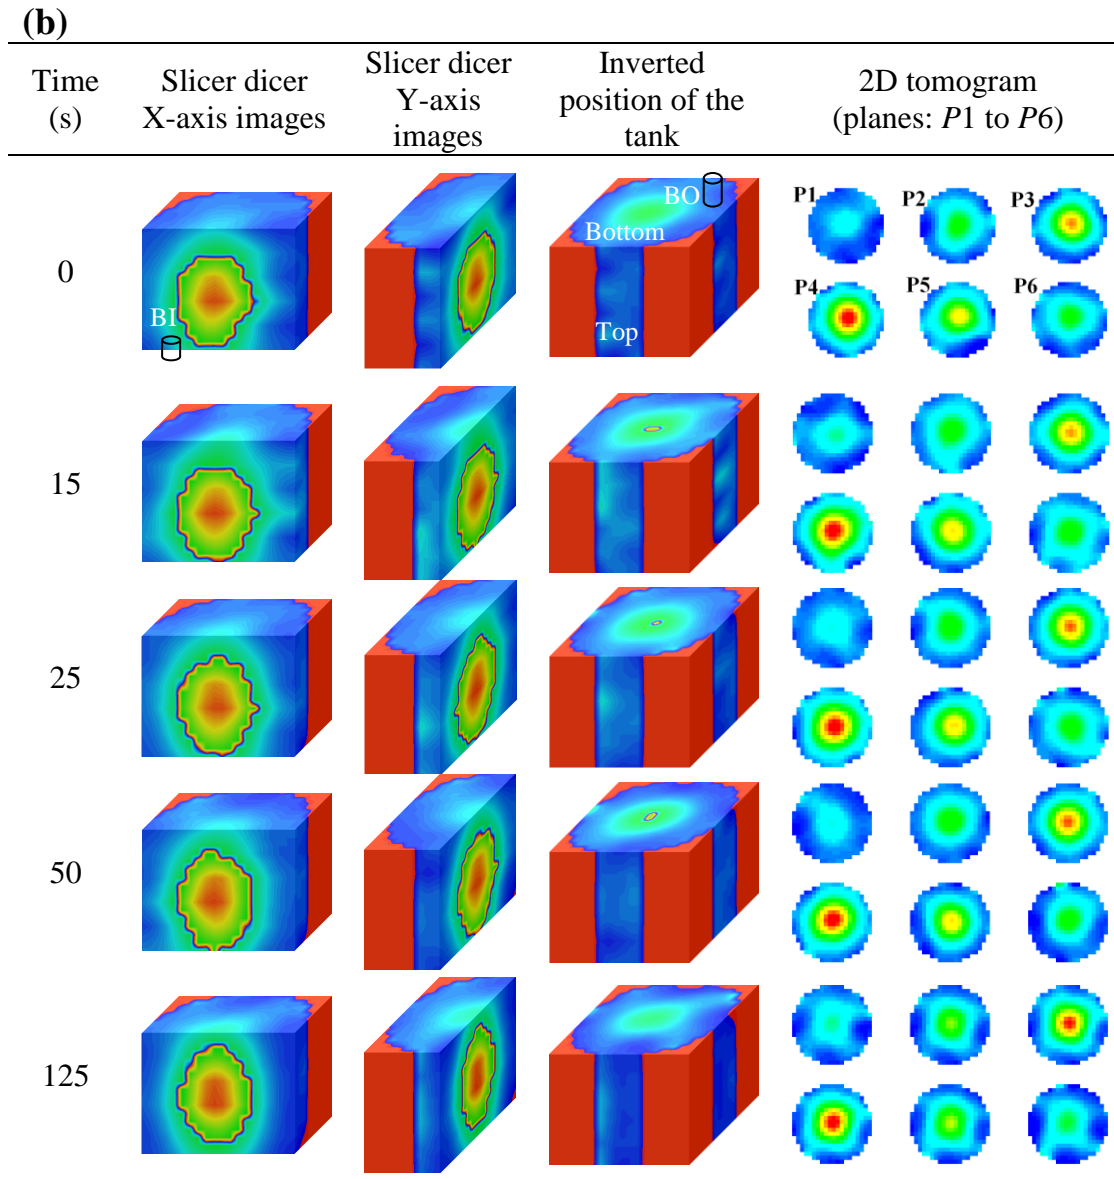 (b)
Time
(s)
Slicer dicer
X-axis images
Slicer dicer
Y-axis
images
Inverted
position of the
tank
2D tomogram
(planes: P1 to P6)
0
BI
BO
Bottom
Top
P1
P2
P3
P4
P5
P6
15
25
50
125